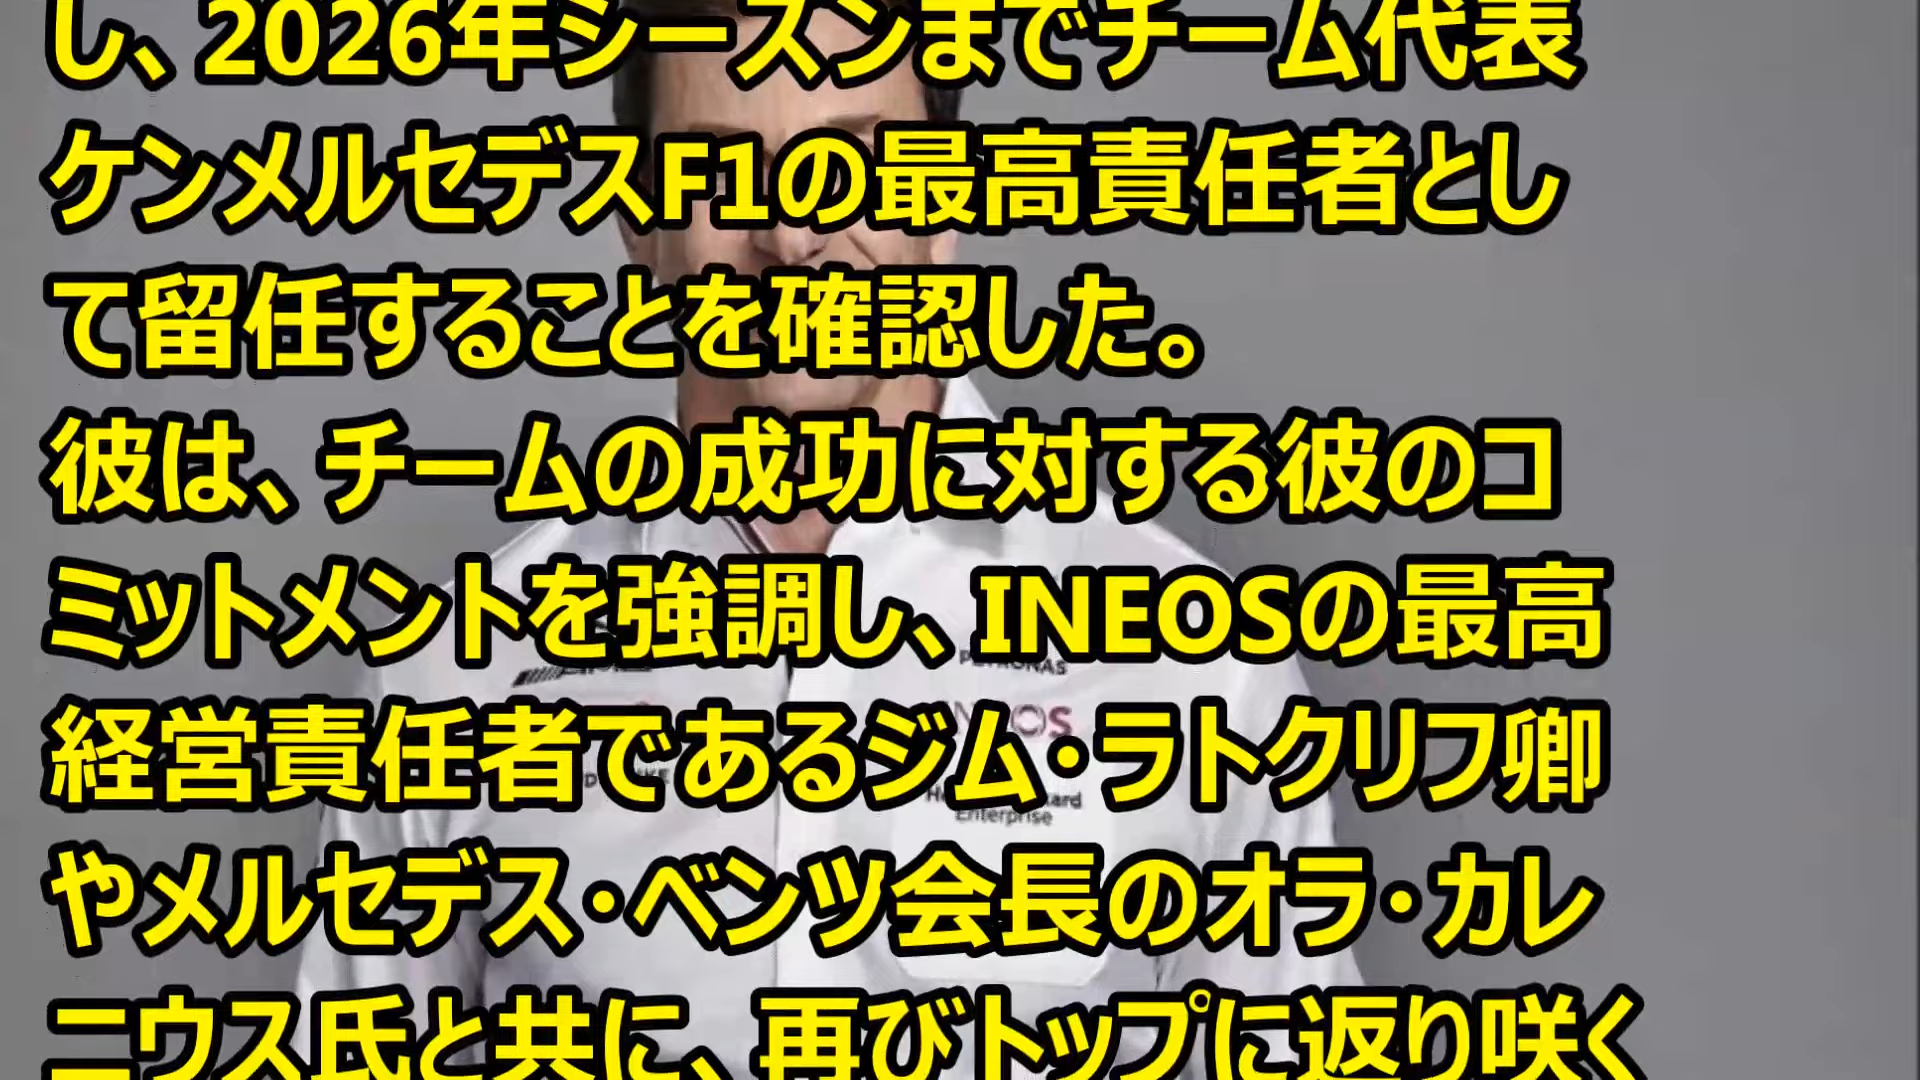 し、2026年シーズンまでチーム代表
ケンメルセデスF1の最高責任者とし
て留任することを確認した。
彼は、チームの成功に対する彼のコ
ミットメントを強調し、INEOSの最高
経営責任者であるジム・ラトクリフ卿
やメルセデス・ベンツ会長のオラ・カレ
ニウス氏と共に、再びトップに返り咲く
PETRONAS
Enterprise